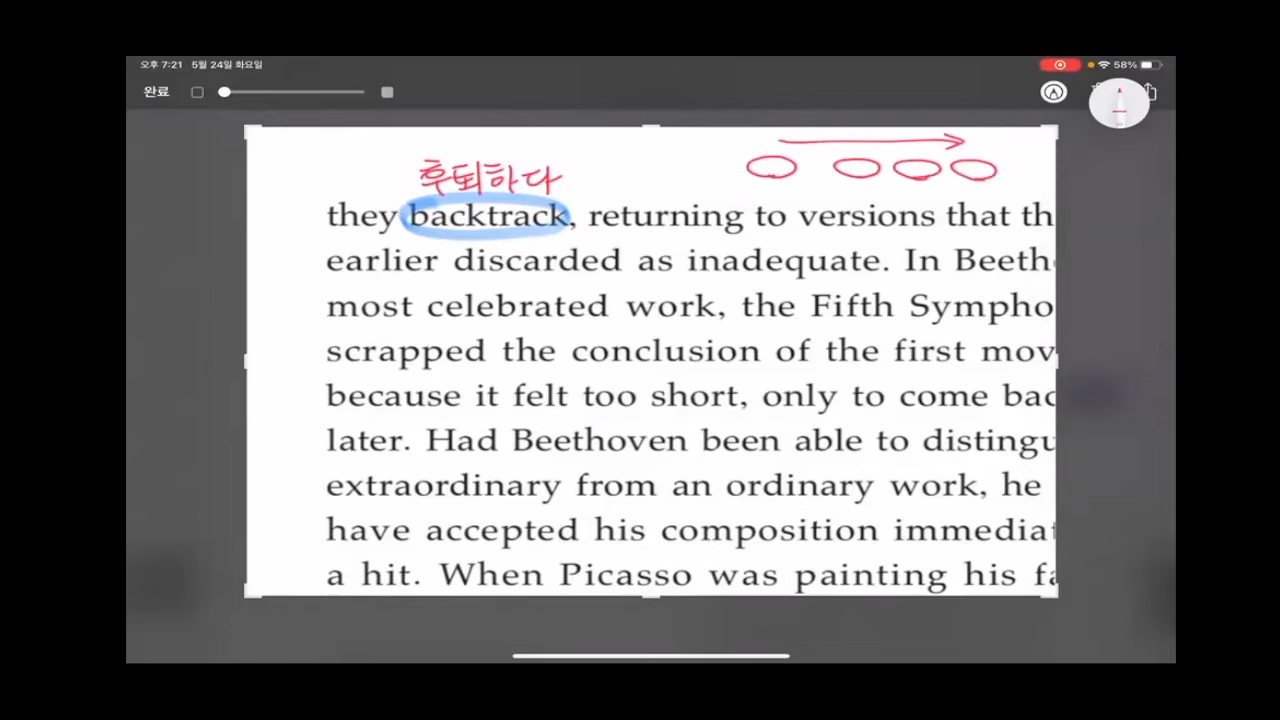 오후 7:21 5월 24일 화요일 58%
완료
후퇴하다
they backtrack, returning to versions that th
earlier discarded as inadequate. In Beeth
most celebrated work, the Fifth Sympho
scrapped the conclusion of the first mov
because it felt too short, only to come bac
later. Had Beethoven been able to distingu
extraordinary from an ordinary work, he
have accepted his composition immediat
a hit. When Picasso was painting his fa